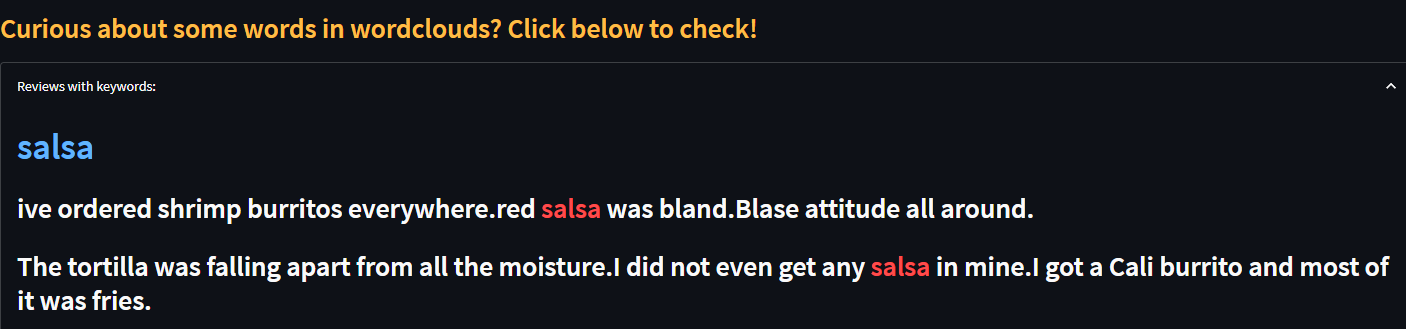 Curious about some words in wordclouds? Click below to check!
Reviews with keywords:
salsa
ive ordered shrimp burritos everywhere.red salsa was bland.Blase attitude all around.
The tortilla was falling apart from all the moisture.I did not even get any salsa in mine.I got a Cali burrito and most of
it was fries.